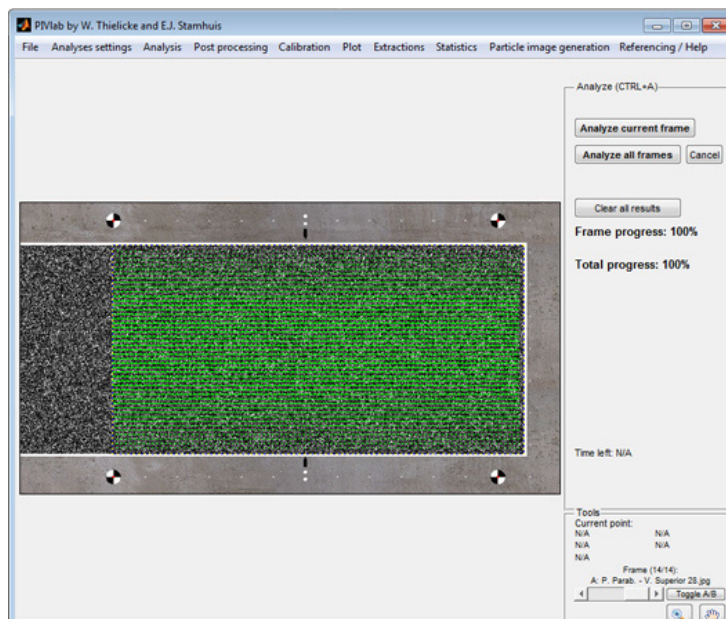 PIVlab by W. Thielicke and E.J. Stamhuis
File Analyses settings Analysis Post processing Calibration Plot Extractions Statistics Particle image generation Referencing / Help
Analyze (CTRL+A)
Analyze current frame
Analyze all frames Cancel
Clear all results
Frame progress: 100%
Total progress: 100%
Time left: N/A
Tools
Current point:
N/A N/A
N/A N/A
N/A
Frame (14/14):
A: P. Parab. - V. Superior 28.jpg
Toggle A/B